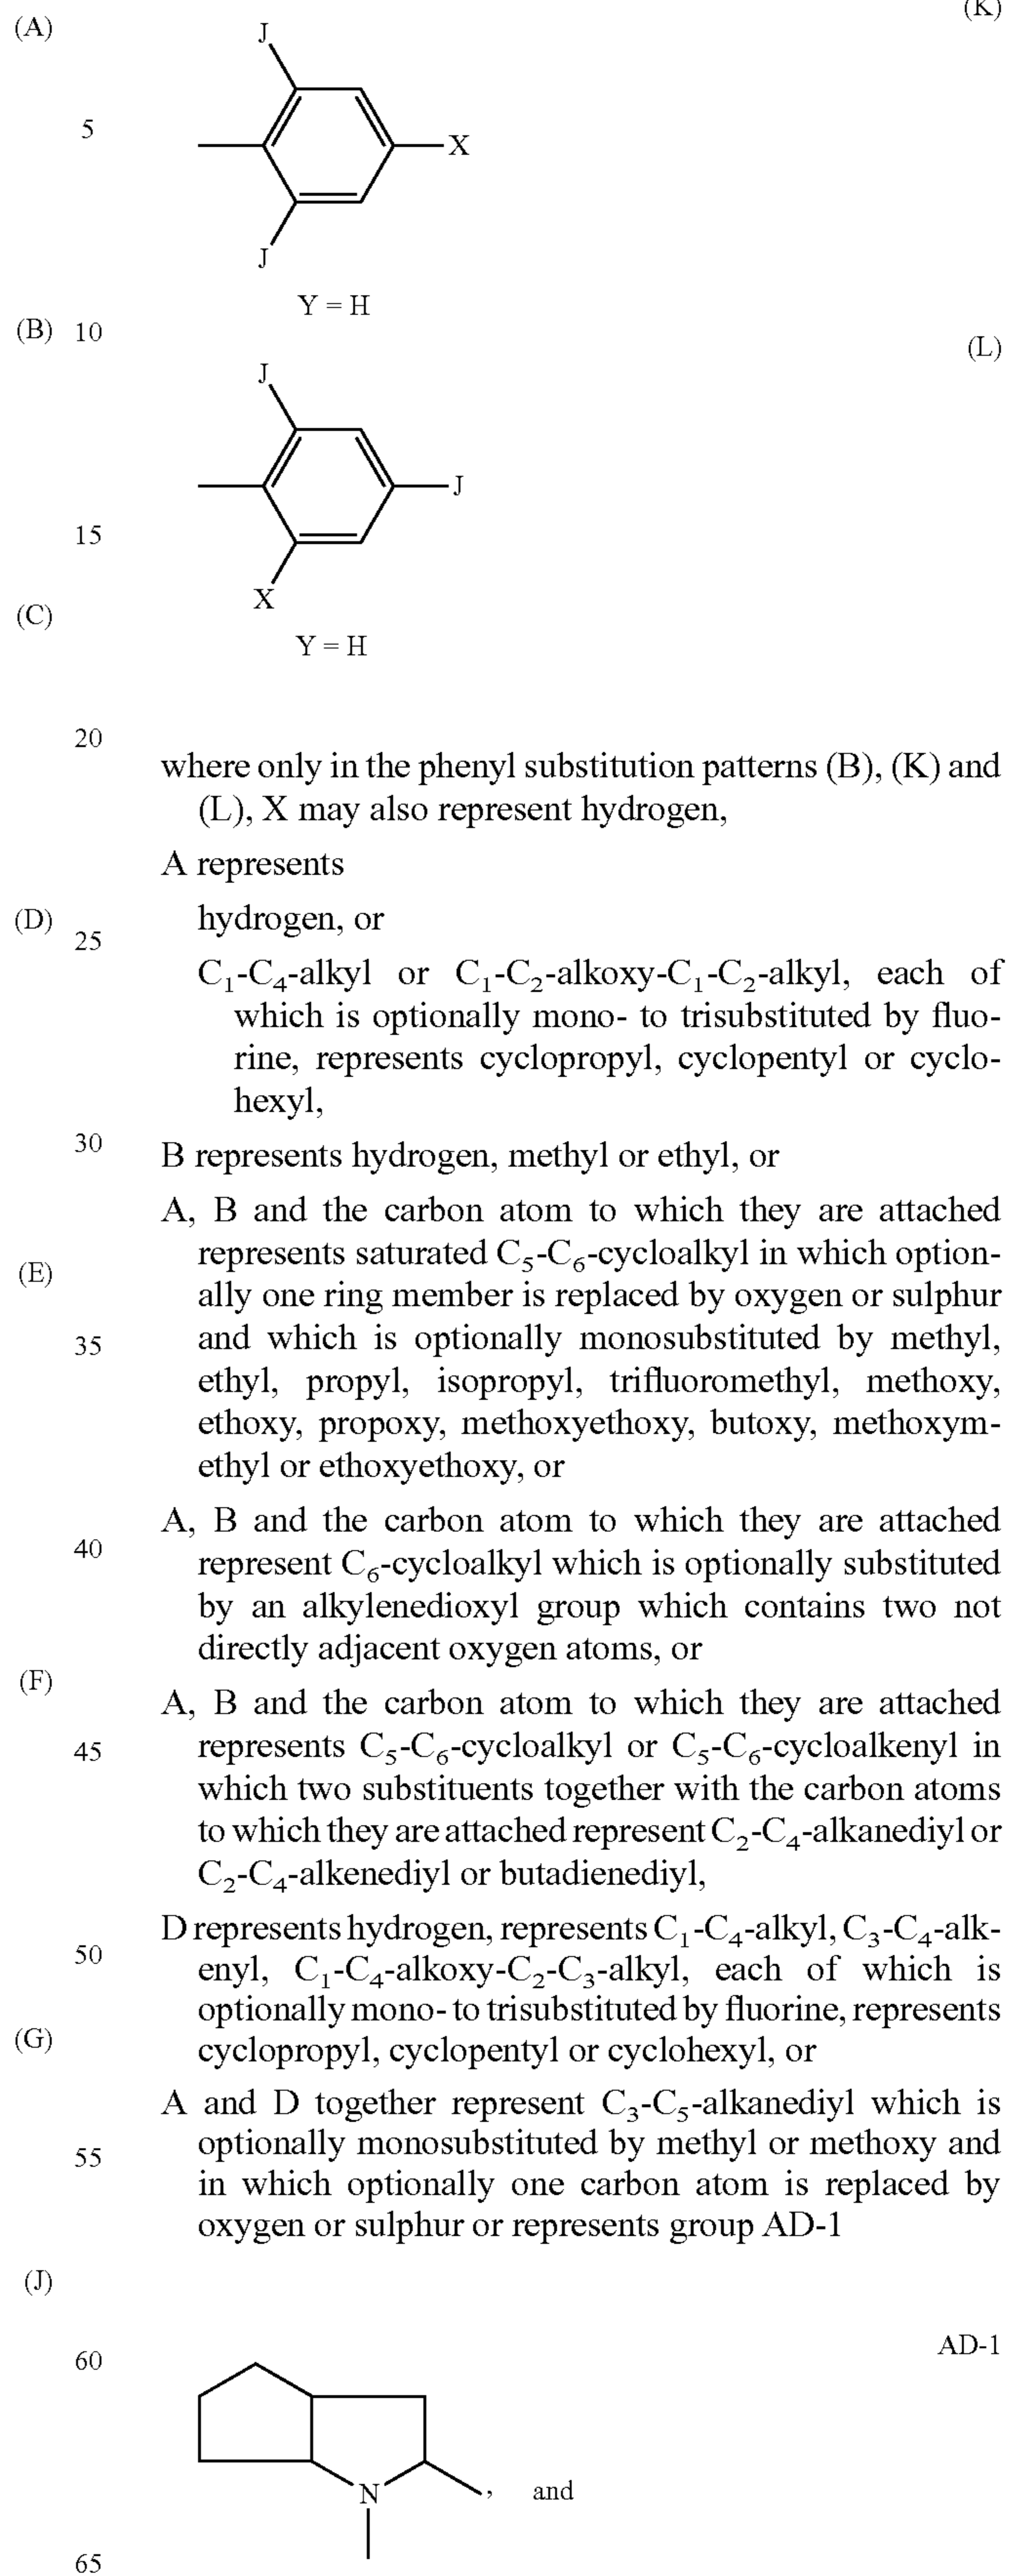 (A)
(K)
J
5
X
J
Y = H
(B) 10
(L)
J
J
15
X
(C)
Y = H
20
where only in the phenyl substitution patterns (B), (K) and
(L), X may also represent hydrogen,
A represents
(D)
hydrogen, or
25
C₁-C₄-alkyl or C₁-C₂-alkoxy-C₁-C₂-alkyl, each of
which is optionally mono- to trisubstituted by fluo-
rine, represents cyclopropyl, cyclopentyl or cyclo-
hexyl,
30
B represents hydrogen, methyl or ethyl, or
A, B and the carbon atom to which they are attached
represents saturated C₅-C₆-cycloalkyl in which option-
(E)
ally one ring member is replaced by oxygen or sulphur
35
and which is optionally monosubstituted by methyl,
ethyl, propyl, isopropyl, trifluoromethyl, methoxy,
ethoxy, propoxy, methoxyethoxy, butoxy, methoxym-
ethyl or ethoxyethoxy, or
A, B and the carbon atom to which they are attached
40
represent C₆-cycloalkyl which is optionally substituted
by an alkylenedioxyl group which contains two not
directly adjacent oxygen atoms, or
(F)
A, B and the carbon atom to which they are attached
45
represents C₅-C₆-cycloalkyl or C₅-C₆-cycloalkenyl in
which two substituents together with the carbon atoms
to which they are attached represent C₂-C₄-alkanediyl or
C₂-C₄-alkenediyl or butadienediyl,
D represents hydrogen, represents C₁-C₄-alkyl, C₃-C₄-alk-
50
enyl, C₁-C₄-alkoxy-C₂-C₃-alkyl, each of which is
optionally mono- to trisubstituted by fluorine, represents
(G)
cyclopropyl, cyclopentyl or cyclohexyl, or
A and D together represent C₃-C₅-alkanediyl which is
55
optionally monosubstituted by methyl or methoxy and
in which optionally one carbon atom is replaced by
oxygen or sulphur or represents group AD-1
(J)
AD-1
60
N
, and
65